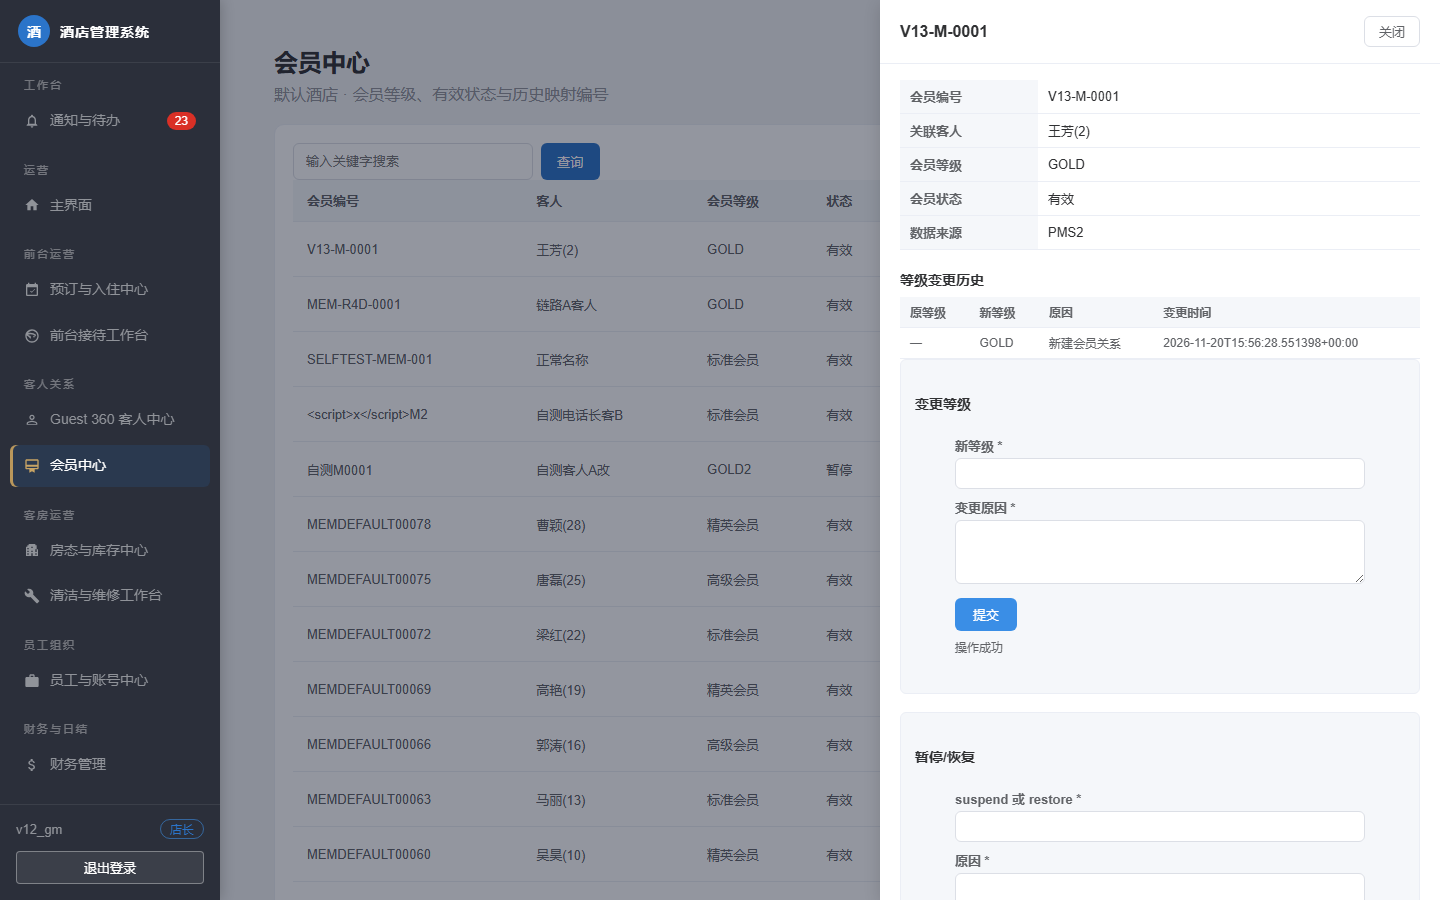 酒 酒店管理系统
工作台
通知与待办 23
运营
主界面
前台运营
预订与入住中心
前台接待工作台
客人关系
Guest 360 客人中心
会员中心
客房运营
房态与库存中心
清洁与维修工作台
员工组织
员工与账号中心
财务与日结
财务管理
v12_gm 店长
退出登录
会员中心
默认酒店 · 会员等级、有效状态与历史映射编号
输入关键字搜索 查询
会员编号 客人 会员等级 状态
V13-M-0001 王芳(2) GOLD 有效
MEM-R4D-0001 链路A客人 GOLD 有效
SELFTEST-MEM-001 正常名称 标准会员 有效
<script>x</script>M2 自测电话长客B 标准会员 有效
自测M0001 自测客人A改 GOLD2 暂停
MEMDEFAULT00078 曹颖(28) 精英会员 有效
MEMDEFAULT00075 唐磊(25) 高级会员 有效
MEMDEFAULT00072 梁红(22) 标准会员 有效
MEMDEFAULT00069 高艳(19) 精英会员 有效
MEMDEFAULT00066 郭涛(16) 高级会员 有效
MEMDEFAULT00063 马丽(13) 标准会员 有效
MEMDEFAULT00060 吴昊(10) 精英会员 有效
V13-M-0001 关闭
会员编号 V13-M-0001
关联客人 王芳(2)
会员等级 GOLD
会员状态 有效
数据来源 PMS2
等级变更历史
原等级 新等级 原因 变更时间
— GOLD 新建会员关系 2026-11-20T15:56:28.551398+00:00
变更等级
新等级 *
变更原因 *
提交
操作成功
暂停/恢复
suspend 或 restore *
原因 *